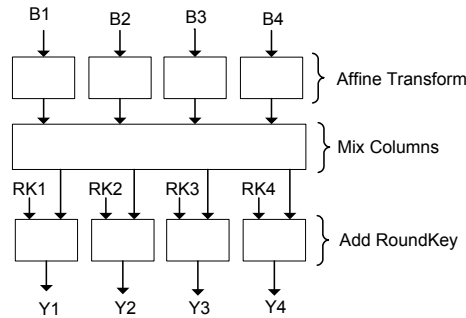 B1 B2 B3 B4
Affine Transform
Mix Columns
RK1 RK2 RK3 RK4
Add RoundKey
Y1 Y2 Y3 Y4